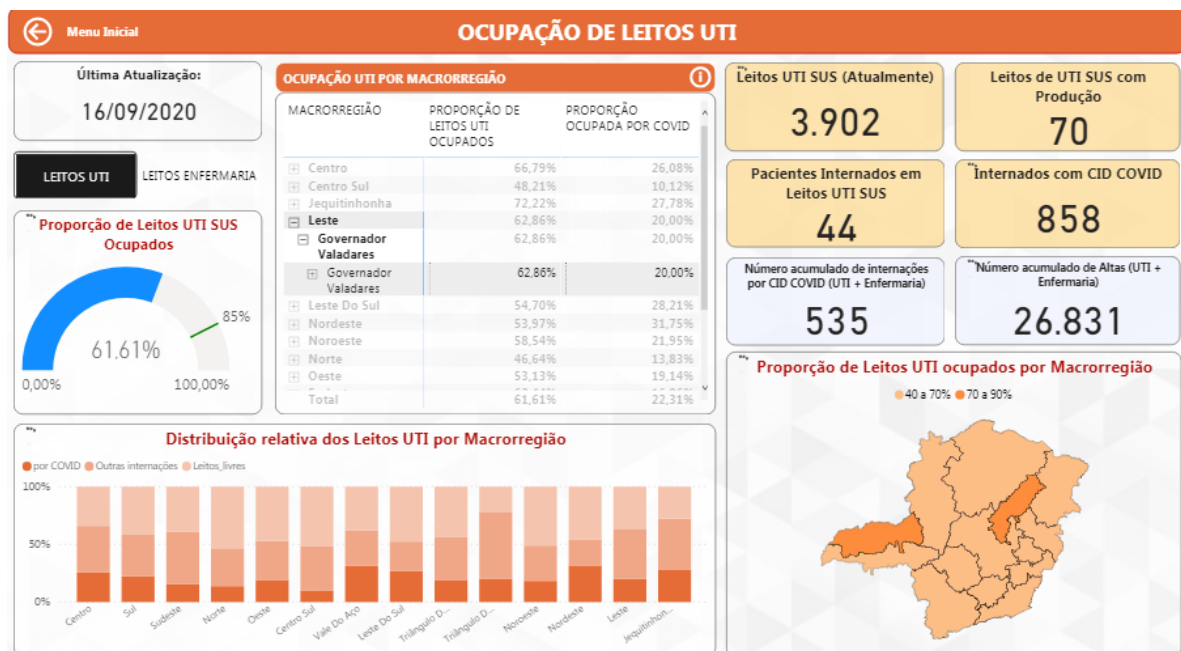 Menu Inicial
OCUPAÇÃO DE LEITOS UTI
Última Atualização:
16/09/2020
LEITOS UTI
LEITOS ENFERMARIA
Proporção de Leitos UTI SUS
Ocupados
85%
61,61%
0,00%
100,00%
OCUPAÇÃO UTI POR MACRORREGIÃO
MACRORREGIÃO PROPORÇÃO DE LEITOS UTI OCUPADOS PROPORÇÃO OCUPADA POR COVID
Centro 66,79% 26,08%
Centro Sul 48,21% 10,12%
Jequitinhonha 72,22% 27,78%
Leste 62,86% 20,00%
Governador Valadares 62,86% 20,00%
Governador Valadares 62,86% 20,00%
Leste Do Sul 54,70% 28,21%
Nordeste 53,97% 31,75%
Noroeste 58,54% 21,95%
Norte 46,64% 13,83%
Oeste 53,13% 19,14%
Total 61,61% 22,31%
Leitos UTI SUS (Atualmente)
3.902
Leitos de UTI SUS com
Produção
70
Pacientes Internados em
Leitos UTI SUS
44
Internados com CID COVID
858
Número acumulado de internações
por CID COVID (UTI + Enfermaria)
535
Número acumulado de Altas (UTI +
Enfermaria)
26.831
Distribuição relativa dos Leitos UTI por Macrorregião
por COVID Outras internações Leitos_livres
100%
50%
0%
Centro
Sul
Sudeste
Norte
Oeste
Centro Sul
Vale Do Aço
Leste Do Sul
Triângulo D...
Triângulo D...
Noroeste
Nordeste
Leste
Jequitinhon...
Proporção de Leitos UTI ocupados por Macrorregião
40 a 70% 70 a 90%